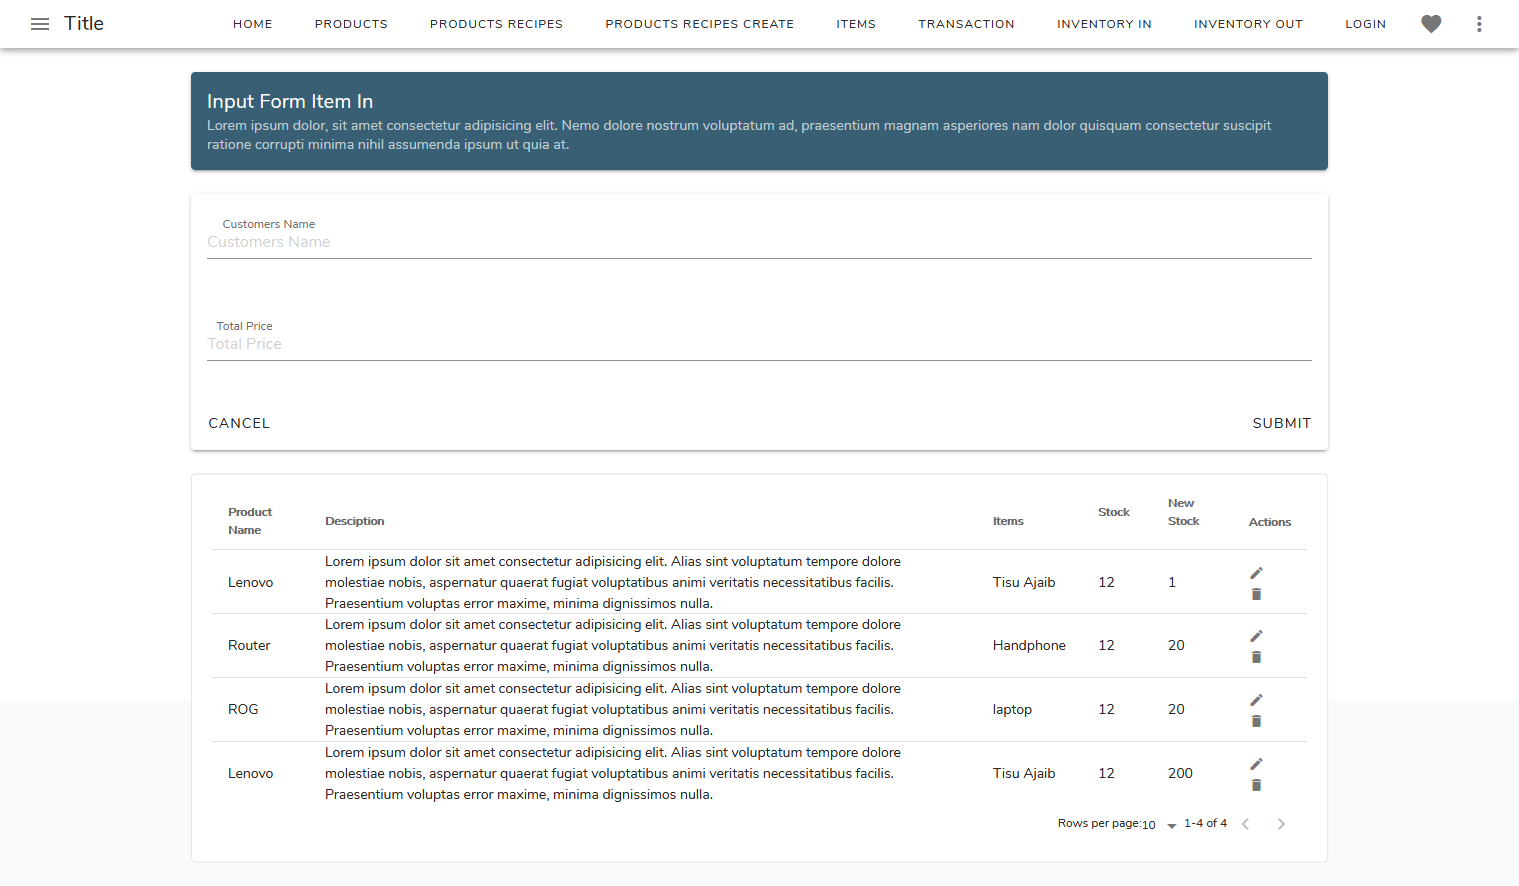 Title HOME PRODUCTS PRODUCTS RECIPES PRODUCTS RECIPES CREATE ITEMS TRANSACTION INVENTORY IN INVENTORY OUT LOGIN
Input Form Item In
Lorem ipsum dolor, sit amet consectetur adipisicing elit. Nemo dolore nostrum voluptatum ad, praesentium magnam asperiores nam dolor quisquam consectetur suscipit
ratione corrupti minima nihil assumenda ipsum ut quia at.
Customers Name
Customers Name
Total Price
Total Price
CANCEL SUBMIT
Product
Name
Desciption
Items
Stock
New
Stock
Actions
Lenovo
Lorem ipsum dolor sit amet consectetur adipisicing elit. Alias sint voluptatum tempore dolore
molestiae nobis, aspernatur quaerat fugiat voluptatibus animi veritatis necessitatibus facilis.
Praesentium voluptas error maxime, minima dignissimos nulla.
Tisu Ajaib 12 1
Router
Lorem ipsum dolor sit amet consectetur adipisicing elit. Alias sint voluptatum tempore dolore
molestiae nobis, aspernatur quaerat fugiat voluptatibus animi veritatis necessitatibus facilis.
Praesentium voluptas error maxime, minima dignissimos nulla.
Handphone 12 20
ROG
Lorem ipsum dolor sit amet consectetur adipisicing elit. Alias sint voluptatum tempore dolore
molestiae nobis, aspernatur quaerat fugiat voluptatibus animi veritatis necessitatibus facilis.
Praesentium voluptas error maxime, minima dignissimos nulla.
laptop 12 20
Lenovo
Lorem ipsum dolor sit amet consectetur adipisicing elit. Alias sint voluptatum tempore dolore
molestiae nobis, aspernatur quaerat fugiat voluptatibus animi veritatis necessitatibus facilis.
Praesentium voluptas error maxime, minima dignissimos nulla.
Tisu Ajaib 12 200
Rows per page: 10 1-4 of 4